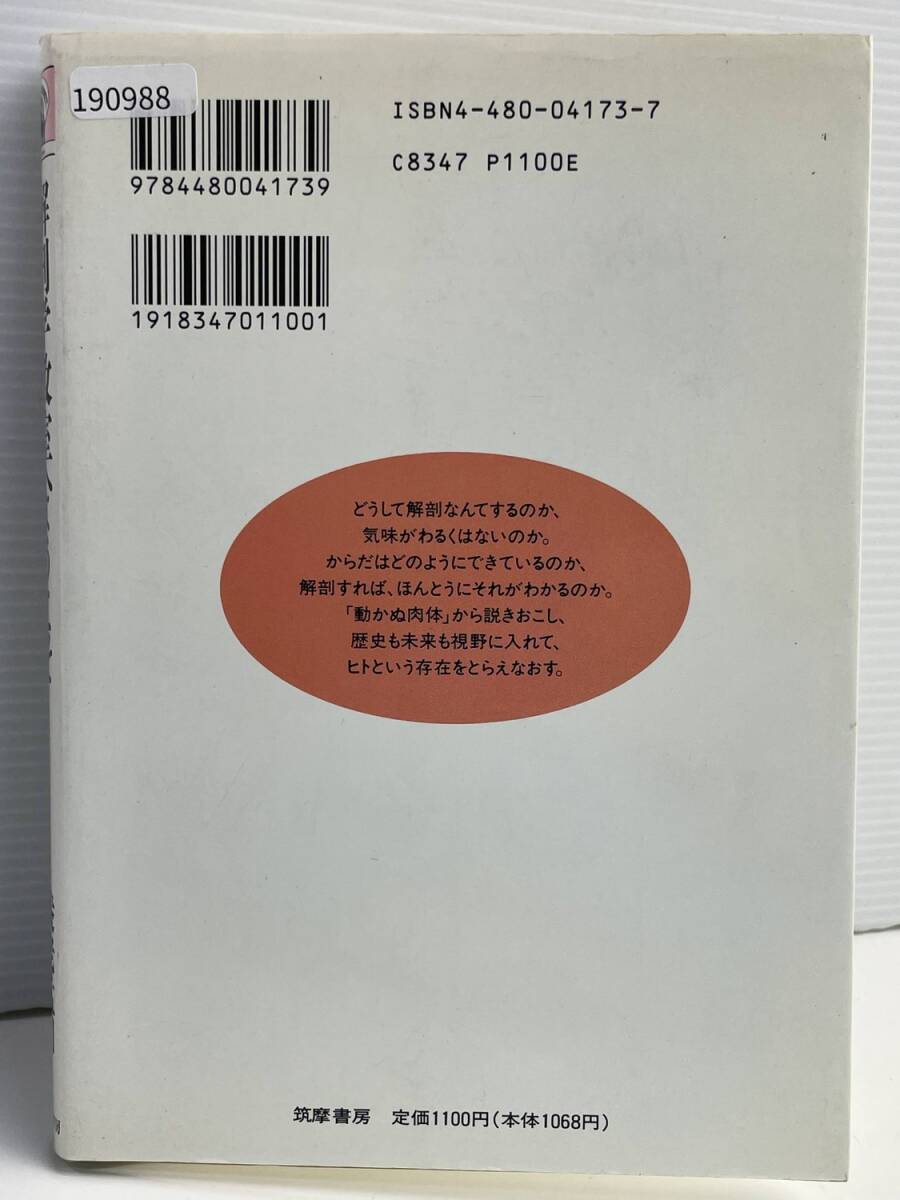 190988
ISBN4-480-04173-7
C8347 P1100E
9784480041739
1918347011001
どうして解剖なんてするのか、
気味がわるくはないのか。
からだはどのようにできているのか、
解剖すれば、ほんとうにそれがわかるのか。
「動かぬ肉体」から説きおこし、
歴史も未来も視野に入れて、
ヒトという存在をとらえなおす。
筑摩書房 定価1100円(本体1068円)